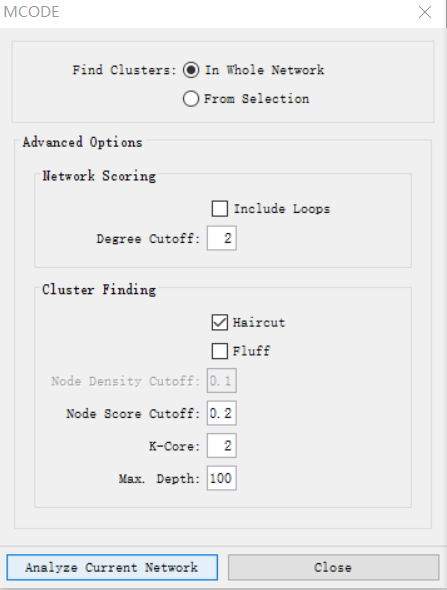 MCODE
Find Clusters: In Whole Network
From Selection
Advanced Options
Network Scoring
Include Loops
Degree Cutoff: 2
Cluster Finding
Haircut
Fluff
Node Density Cutoff: 0.1
Node Score Cutoff: 0.2
K-Core: 2
Max. Depth: 100
Analyze Current Network Close